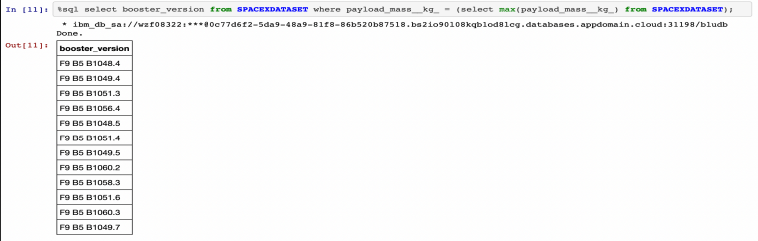 In [11]: %sql select booster_version from SPACEXDATASET where payload_mass__kg_ = (select max(payload_mass__kg_) from SPACEXDATASET);
* ibm_db_sa://wzf08322:***@0c77d6f2-5da9-48a9-81f8-86b520b87518.bs2io90l08kqb1od8lcg.databases.appdomain.cloud:31198/bludb
Done.
Out[11]: booster_version
F9 B5 B1048.4
F9 B5 B1049.4
F9 B5 B1051.3
F9 B5 B1056.4
F9 B5 B1048.5
F9 B5 B1051.4
F9 B5 B1049.5
F9 B5 B1060.2
F9 B5 B1058.3
F9 B5 B1051.6
F9 B5 B1060.3
F9 B5 B1049.7